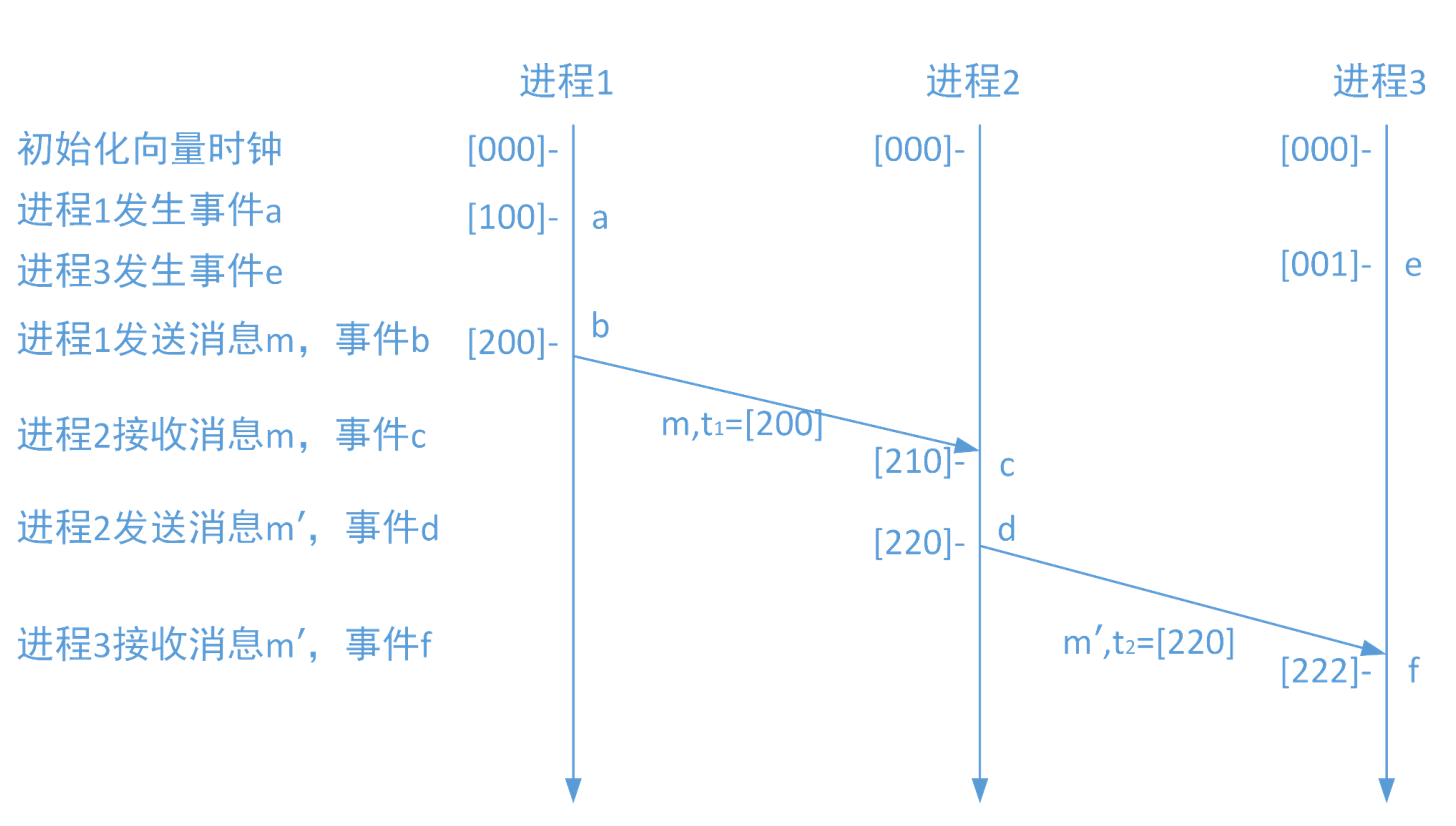 进程1 进程2 进程3
初始化向量时钟 [000]- [000]- [000]-
进程1发生事件a [100]- a
进程3发生事件e [001]- e
进程1发送消息m，事件b [200]- b
m,t₁=[200]
进程2接收消息m，事件c [210]- c
进程2发送消息m′，事件d [220]- d
m′,t₂=[220]
进程3接收消息m′，事件f [222]- f